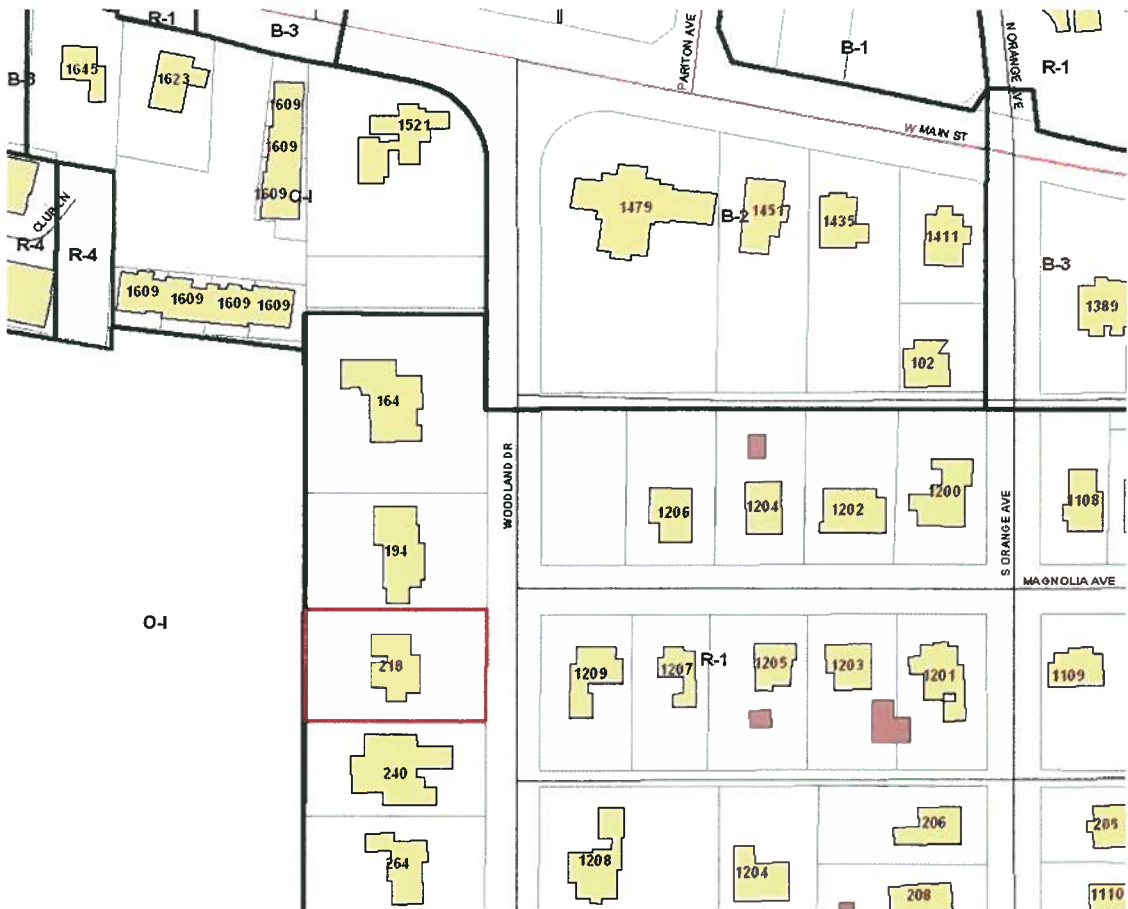 R-1
B-3
B-1
PARITON AVE
N ORANGE AVE
R-1
1645
1623
B-3
1609
1521
W MAIN ST
1609
1609
O-I
1479
B-2
1451
1435
1411
CLUB LN
R-4
R-4
B-3
1609
1609
1609
1609
1389
102
164
WOODLAND DR
1206
1204
1202
1200
1108
S ORANGE AVE
194
MAGNOLIA AVE
O-I
218
1209
1207
R-1
1205
1203
1201
1109
240
264
1208
1204
206
205
208
1110